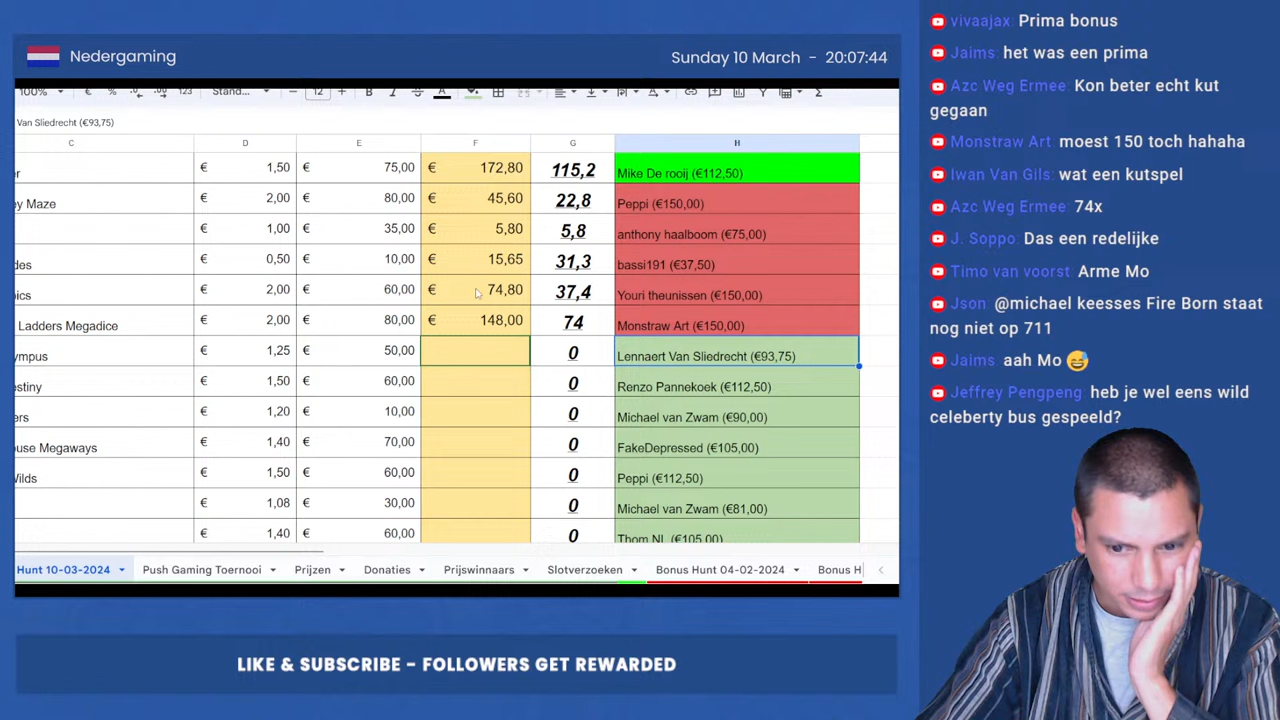 Nedergaming
Sunday 10 March - 20:07:44
100% € % .0 .00 123 Stand... 12 B I A
Van Sliedrecht (€93,75)
C D E F G H
er € 1,50 € 75,00 € 172,80 115,2 Mike De rooij (€112,50)
ey Maze € 2,00 € 80,00 € 45,60 22,8 Peppi (€150,00)
€ 1,00 € 35,00 € 5,80 5,8 anthony haalboom (€75,00)
des € 0,50 € 10,00 € 15,65 31,3 bassi191 (€37,50)
pics € 2,00 € 60,00 € 74,80 37,4 Youri theunissen (€150,00)
Ladders Megadice € 2,00 € 80,00 € 148,00 74 Monstraw Art (€150,00)
lympus € 1,25 € 50,00 0 Lennaert Van Sliedrecht (€93,75)
estiny € 1,50 € 60,00 0 Renzo Pannekoek (€112,50)
ers € 1,20 € 10,00 0 Michael van Zwam (€90,00)
ouse Megaways € 1,40 € 70,00 0 FakeDepressed (€105,00)
Wilds € 1,50 € 60,00 0 Peppi (€112,50)
€ 1,08 € 30,00 0 Michael van Zwam (€81,00)
€ 1,40 € 60,00 0 Thom NL (€105,00)
Hunt 10-03-2024 Push Gaming Toernooi Prijzen Donaties Prijswinnaars Slotverzoeken Bonus Hunt 04-02-2024 Bonus H
LIKE & SUBSCRIBE - FOLLOWERS GET REWARDED
vivaajax: Prima bonus
Jaims: het was een prima
Azc Weg Ermee: Kon beter echt kut
gegaan
Monstraw Art: moest 150 toch hahaha
Iwan Van Gils: wat een kutspel
Azc Weg Ermee: 74x
J. Soppo: Das een redelijke
Timo van voorst: Arme Mo
Json: @michael keesses Fire Born staat
nog niet op 711
Jaims: aah Mo 😅
Jeffrey Pengpeng: heb je wel eens wild
celeberty bus gespeeld?